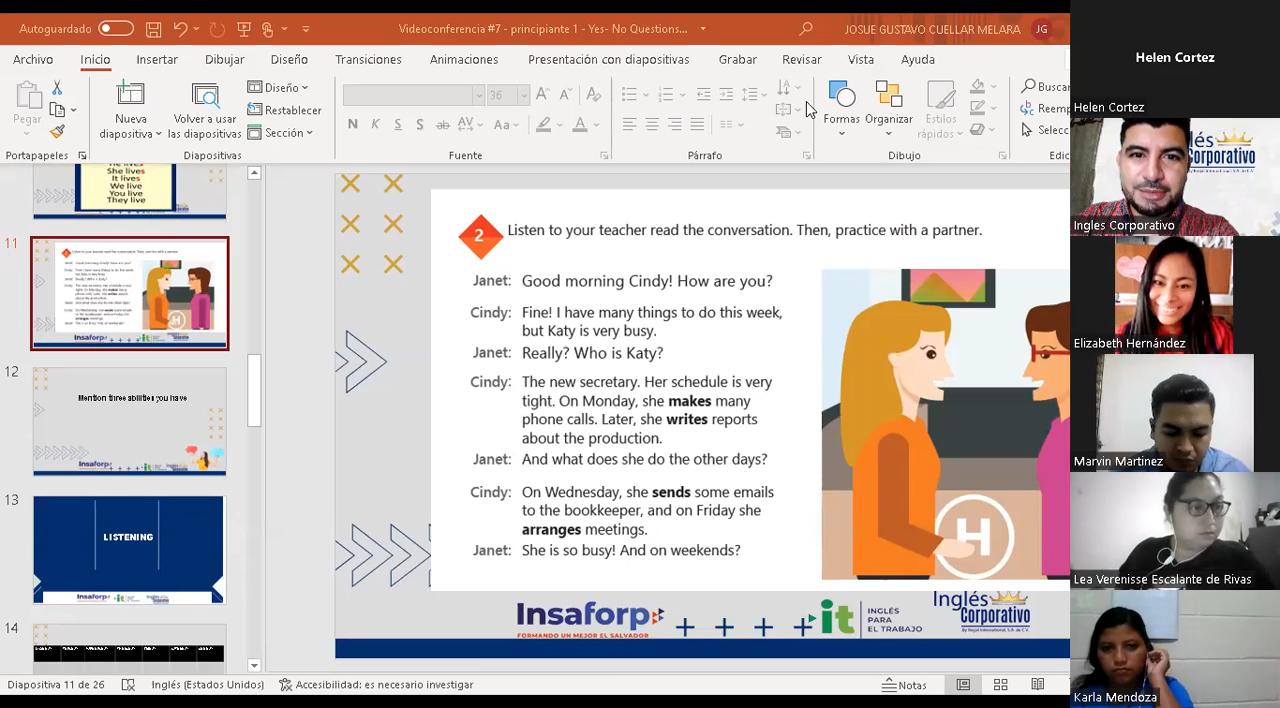 Autoguardado
Videoconferencia #7 - principiante 1 - Yes- No Questions...
JOSUE GUSTAVO CUELLAR MELARA
JG
Archivo
Inicio
Insertar
Dibujar
Diseño
Transiciones
Animaciones
Presentación con diapositivas
Grabar
Revisar
Vista
Ayuda
Pegar
Nueva
diapositiva
Volver a usar
las diapositivas
Diseño
Restablecer
Sección
36
N
S
S
ab
AV
Aa
A
Formas
Organizar
Estilos
rápidos
Buscar
Reemp
Selecc
Portapapeles
Diapositivas
Fuente
Párrafo
Dibujo
Edic
She lives
It lives
We live
You live
They live
11
12
Mention three abilities you have
13
LISTENING
14
2
Listen to your teacher read the conversation. Then, practice with a partner.
Janet: Good morning Cindy! How are you?
Cindy: Fine! I have many things to do this week,
but Katy is very busy.
Janet: Really? Who is Katy?
Cindy: The new secretary. Her schedule is very
tight. On Monday, she makes many
phone calls. Later, she writes reports
about the production.
Janet: And what does she do the other days?
Cindy: On Wednesday, she sends some emails
to the bookkeeper, and on Friday she
arranges meetings.
Janet: She is so busy! And on weekends?
H
Insaforp
FORMANDO UN MEJOR EL SALVADOR
it
INGLÉS
PARA
EL TRABAJO
Inglés
Corporativo
By Regal International, S.A. de C.V.
Diapositiva 11 de 26
Inglés (Estados Unidos)
Accesibilidad: es necesario investigar
Notas
Helen Cortez
Helen Cortez
Ingles Corporativo
Elizabeth Hernández
Marvin Martinez
Lea Verenisse Escalante de Rivas
Karla Mendoza